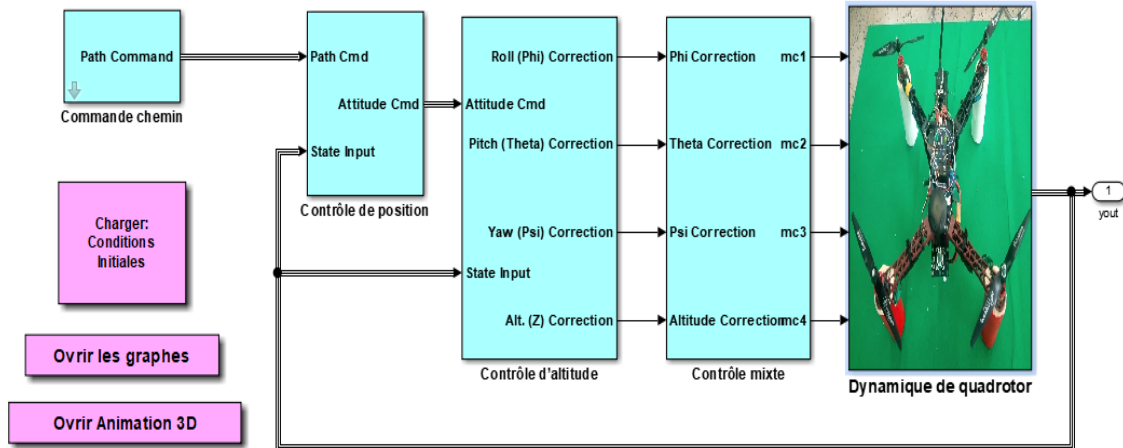 Path Command
Commande chemin
Path Cmd
Attitude Cmd
State Input
Contrôle de position
Roll (Phi) Correction
Attitude Cmd
Pitch (Theta) Correction
Yaw (Psi) Correction
State Input
Alt. (Z) Correction
Contrôle d'altitude
Phi Correction mc1
Theta Correction mc2
Psi Correction mc3
Altitude Correction mc4
Contrôle mixte
Dynamique de quadrotor
1
yout
Charger:
Conditions
Initiales
Ovrir les graphes
Ovrir Animation 3D